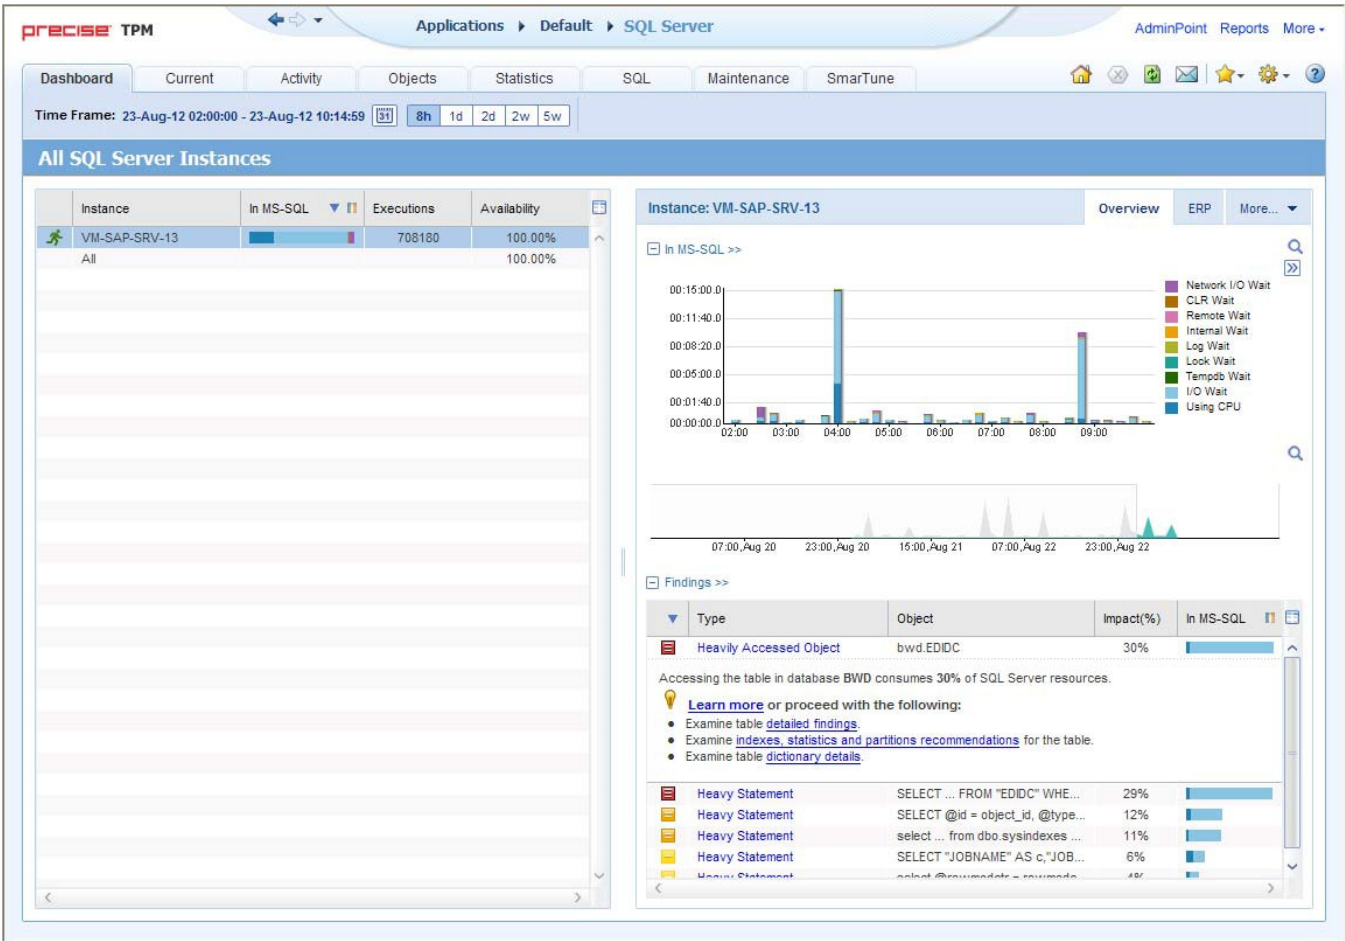 precise TPM
Applications Default SQL Server
AdminPoint Reports More
Dashboard Current Activity Objects Statistics SQL Maintenance SmarTune
Time Frame: 23-Aug-12 02:00:00 - 23-Aug-12 10:14:59 31 8h 1d 2d 2w 5w
All SQL Server Instances
Instance In MS-SQL Executions Availability
VM-SAP-SRV-13 708180 100.00%
All 100.00%
Instance: VM-SAP-SRV-13 Overview ERP More...
In MS-SQL >>
00:15:00.0
00:11:40.0
00:08:20.0
00:05:00.0
00:01:40.0
00:00:00.0
02:00 03:00 04:00 05:00 06:00 07:00 08:00 09:00
Network I/O Wait
CLR Wait
Remote Wait
Internal Wait
Log Wait
Lock Wait
Tempdb Wait
I/O Wait
Using CPU
07:00,Aug 20 23:00,Aug 20 15:00,Aug 21 07:00,Aug 22 23:00,Aug 22
Findings >>
Type Object Impact(%) In MS-SQL
Heavily Accessed Object bwd.EDIDC 30%
Accessing the table in database BWD consumes 30% of SQL Server resources.
Learn more or proceed with the following:
• Examine table detailed findings.
• Examine indexes, statistics and partitions recommendations for the table.
• Examine table dictionary details.
Heavy Statement SELECT ... FROM "EDIDC" WHE... 29%
Heavy Statement SELECT @id = object_id, @type... 12%
Heavy Statement select ... from dbo.sysindexes ... 11%
Heavy Statement SELECT "JOBNAME" AS c,"JOB... 6%
Heavy Statement select 4%